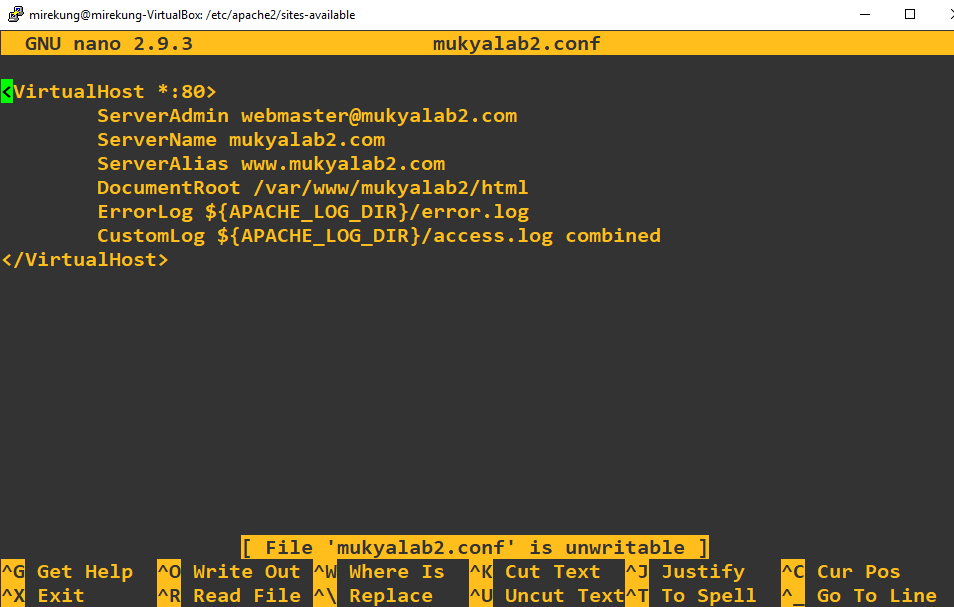 mirekung@mirekung-VirtualBox: /etc/apache2/sites-available
GNU nano 2.9.3 mukyalab2.conf
<VirtualHost *:80>
ServerAdmin webmaster@mukyalab2.com
ServerName mukyalab2.com
ServerAlias www.mukyalab2.com
DocumentRoot /var/www/mukyalab2/html
ErrorLog ${APACHE_LOG_DIR}/error.log
CustomLog ${APACHE_LOG_DIR}/access.log combined
</VirtualHost>
[ File 'mukyalab2.conf' is unwritable ]
^G Get Help ^O Write Out ^W Where Is ^K Cut Text ^J Justify ^C Cur Pos
^X Exit ^R Read File ^\ Replace ^U Uncut Text ^T To Spell ^_ Go To Line